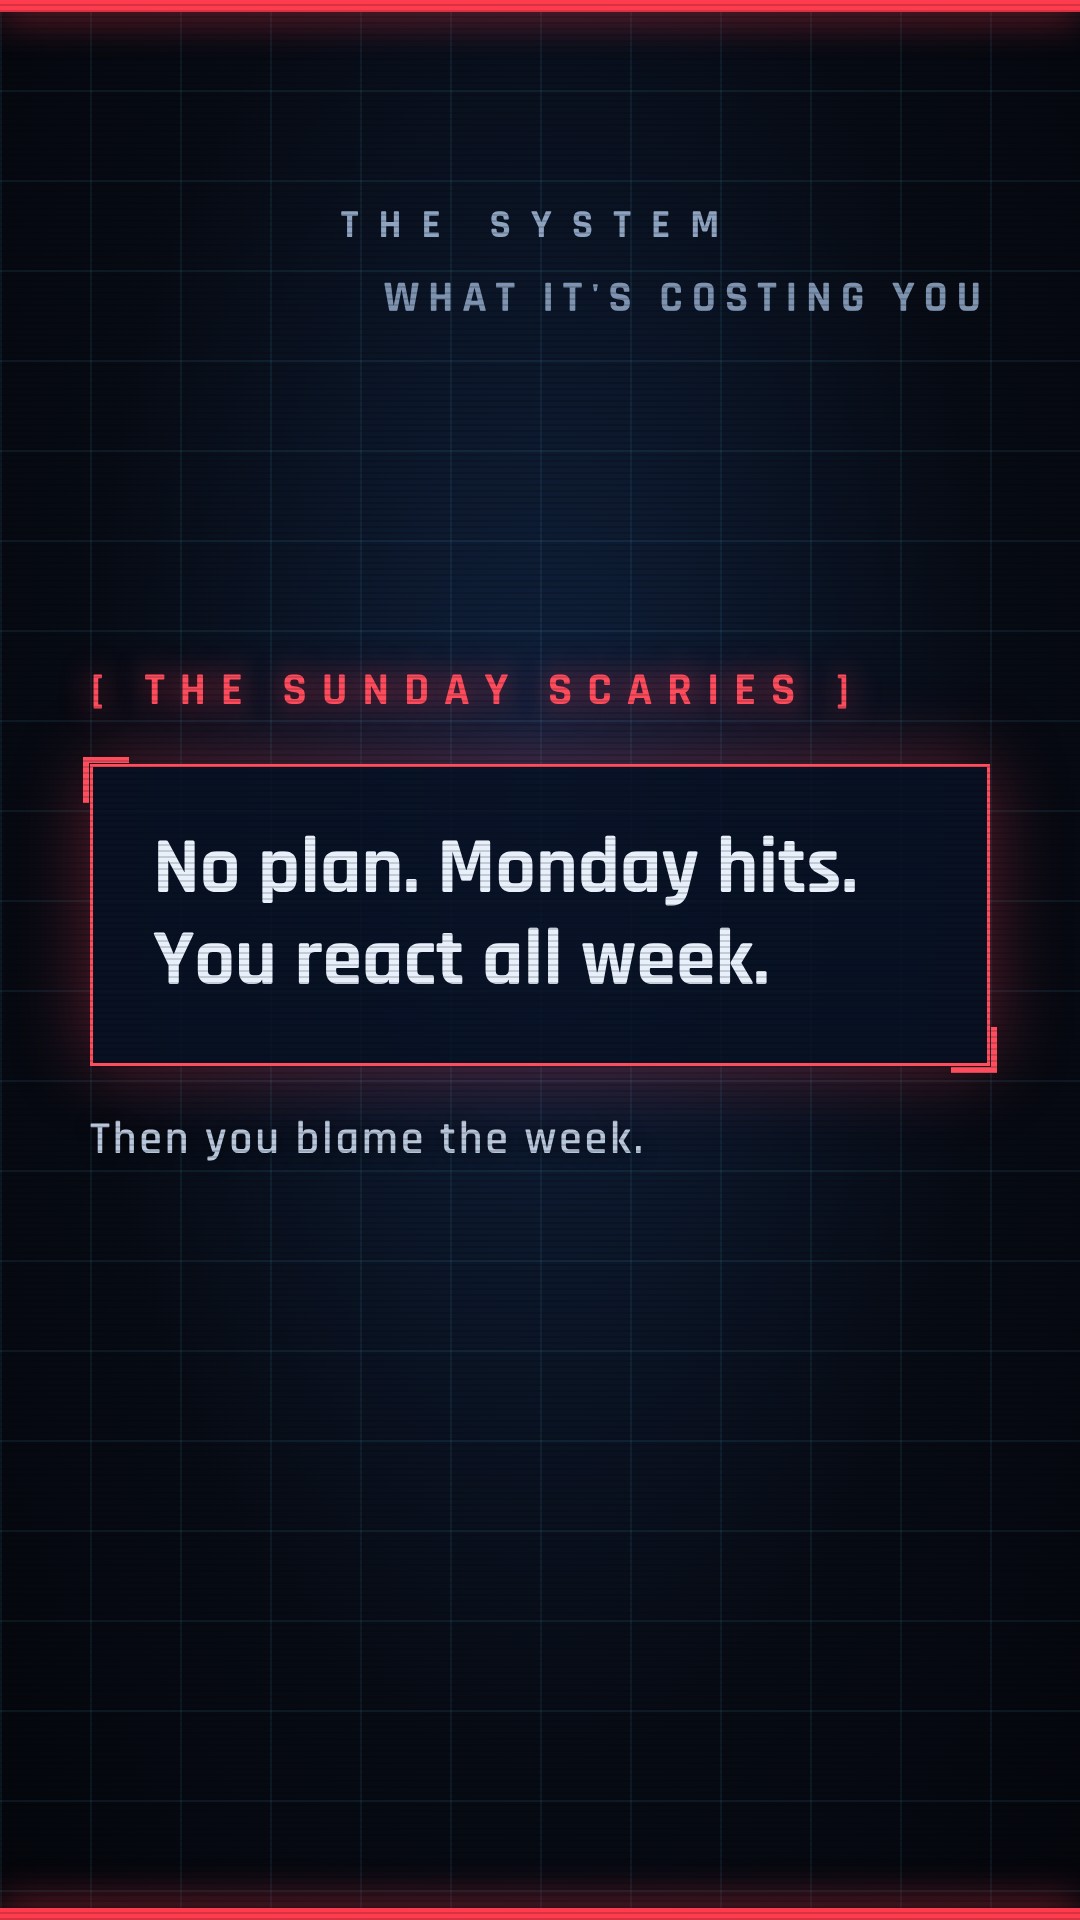 THE SYSTEM
WHAT IT'S COSTING YOU
[ THE SUNDAY SCARIES ]
No plan. Monday hits.
You react all week.
Then you blame the week.